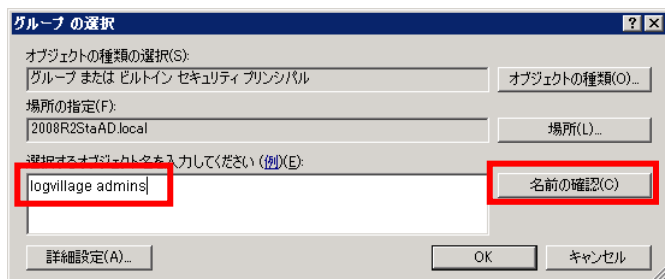 グループ の選択
オブジェクトの種類の選択(S):
グループ または ビルトイン セキュリティ プリンシパル
オブジェクトの種類(O)...
場所の指定(F):
2008R2StaAD.local
場所(L)...
選択するオブジェクト名を入力してください (例)(E):
logvillage admins
名前の確認(C)
詳細設定(A)...
OK
キャンセル